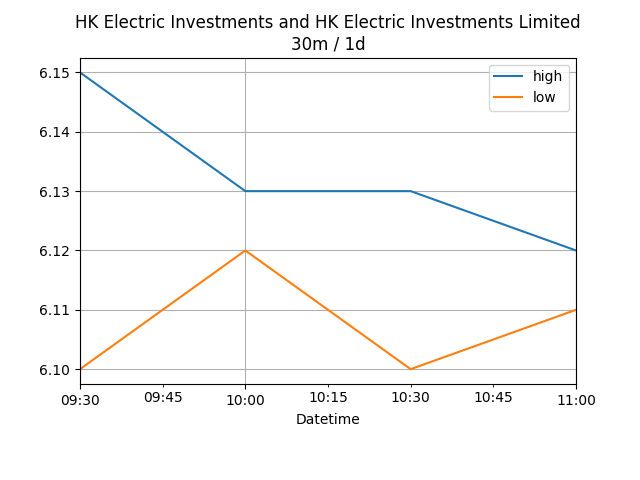 HK Electric Investments and HK Electric Investments Limited
30m / 1d
high
low
6.15
6.14
6.13
6.12
6.11
6.10
09:30 09:45 10:00 10:15 10:30 10:45 11:00
Datetime